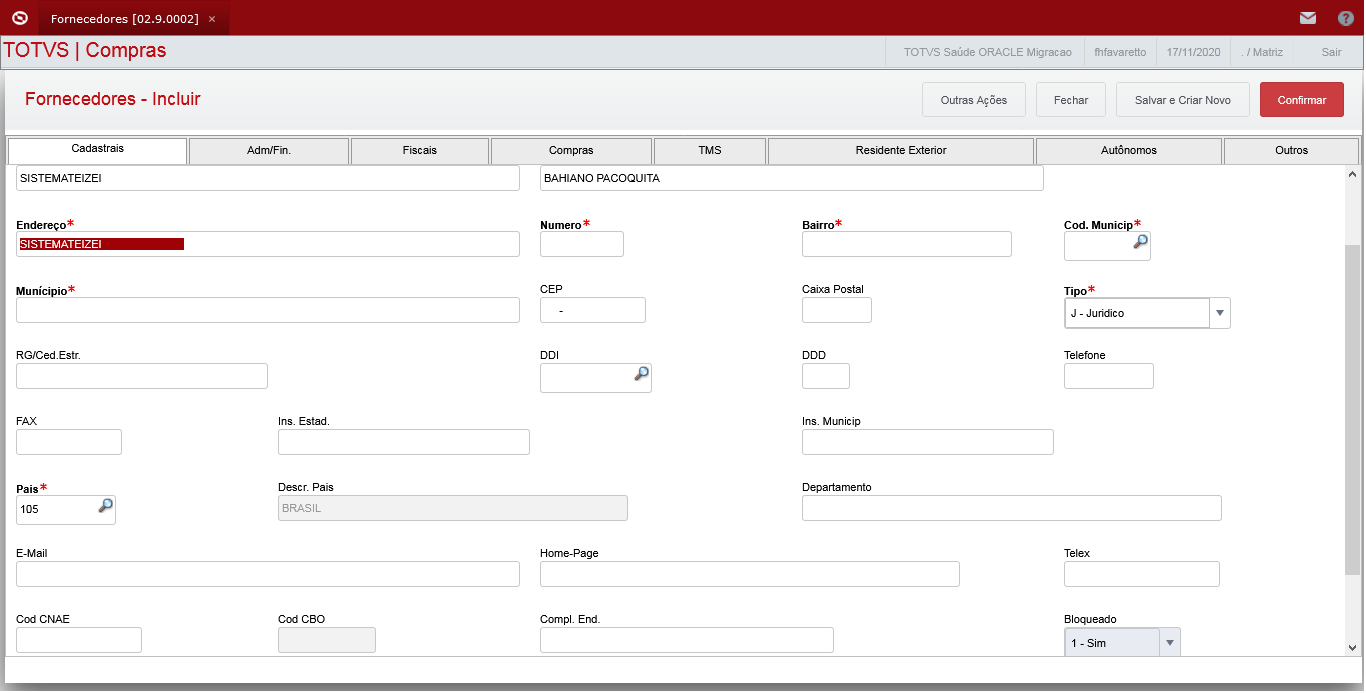 Fornecedores [02.9.0002] ×
TOTVS | Compras
TOTVS Saúde ORACLE Migracao
fhfavaretto
17/11/2020
. / Matriz
Sair
Fornecedores - Incluir
Outras Ações
Fechar
Salvar e Criar Novo
Confirmar
Cadastrais
Adm/Fin.
Fiscais
Compras
TMS
Residente Exterior
Autônomos
Outros
SISTEMATEIZEI
BAHIANO PACOQUITA
Endereço*
Numero*
Bairro*
Cod. Municip*
SISTEMATEIZEI
Munícipio*
CEP
Caixa Postal
Tipo*
-
J - Juridico
RG/Ced.Estr.
DDI
DDD
Telefone
FAX
Ins. Estad.
Ins. Municip
Pais*
Descr. Pais
Departamento
105
BRASIL
E-Mail
Home-Page
Telex
Cod CNAE
Cod CBO
Compl. End.
Bloqueado
1 - Sim